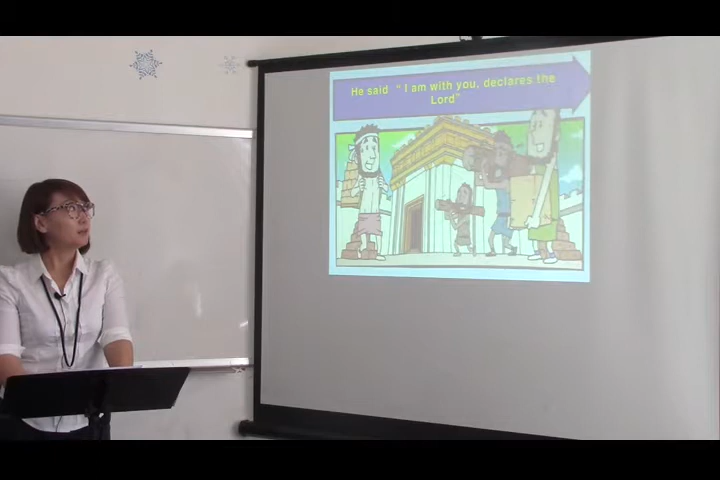 He said “ I am with you, declares the
Lord”